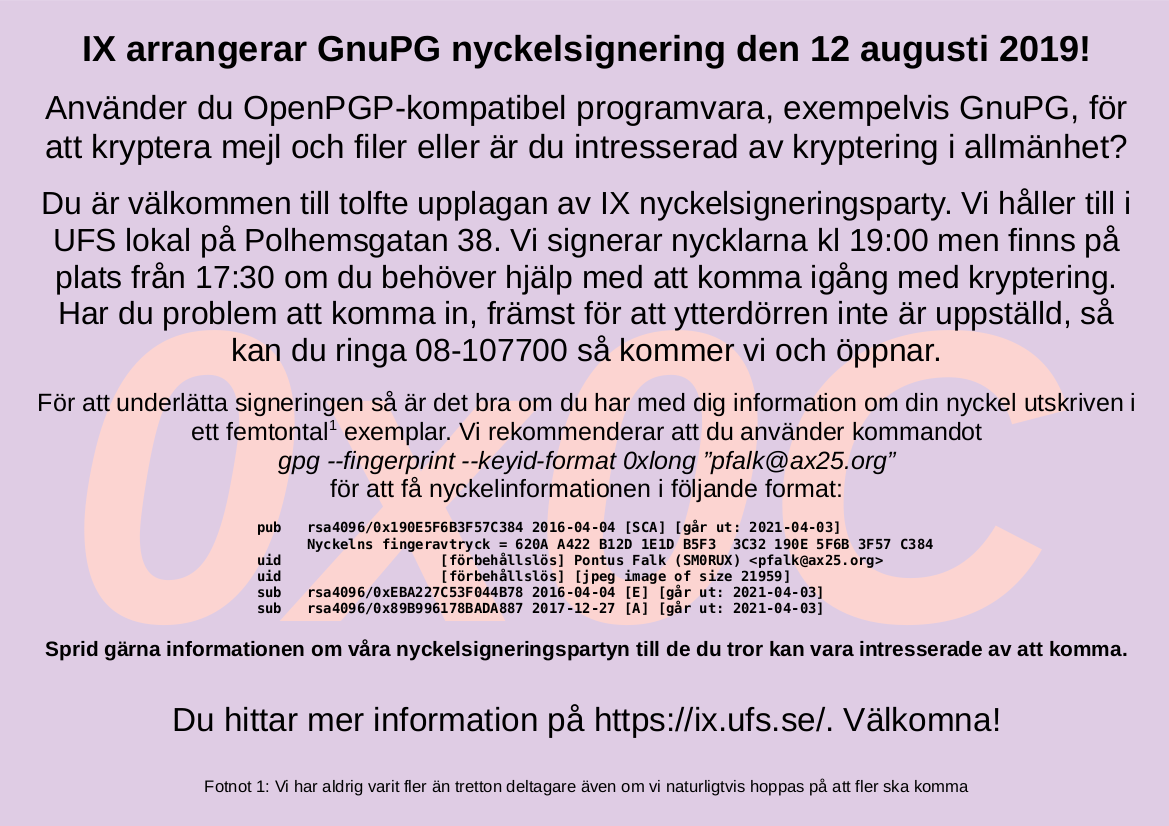 IX arrangerar GnuPG nyckelsignering den 12 augusti 2019!
Använder du OpenPGP-kompatibel programvara, exempelvis GnuPG, för
att kryptera mejl och filer eller är du intresserad av kryptering i allmänhet?
Du är välkommen till tolfte upplagan av IX nyckelsigneringsparty. Vi håller till i
UFS lokal på Polhemsgatan 38. Vi signerar nycklarna kl 19:00 men finns på
plats från 17:30 om du behöver hjälp med att komma igång med kryptering.
Har du problem att komma in, främst för att ytterdörren inte är uppställd, så
kan du ringa 08-107700 så kommer vi och öppnar.
0x0C
För att underlätta signeringen så är det bra om du har med dig information om din nyckel utskriven i
ett femtontal¹ exemplar. Vi rekommenderar att du använder kommandot
gpg --fingerprint --keyid-format 0xlong ”pfalk@ax25.org”
för att få nyckelinformationen i följande format:
pub   rsa4096/0x190E5F6B3F57C384 2016-04-04 [SCA] [går ut: 2021-04-03]
      Nyckelns fingeravtryck = 620A A422 B12D 1E1D B5F3  3C32 190E 5F6B 3F57 C384
uid                   [förbehållslös] Pontus Falk (SM0RUX) <pfalk@ax25.org>
uid                   [förbehållslös] [jpeg image of size 21959]
sub   rsa4096/0xEBA227C53F044B78 2016-04-04 [E] [går ut: 2021-04-03]
sub   rsa4096/0x89B996178BADA887 2017-12-27 [A] [går ut: 2021-04-03]
Sprid gärna informationen om våra nyckelsigneringspartyn till de du tror kan vara intresserade av att komma.
Du hittar mer information på https://ix.ufs.se/. Välkomna!
Fotnot 1: Vi har aldrig varit fler än tretton deltagare även om vi naturligtvis hoppas på att fler ska komma